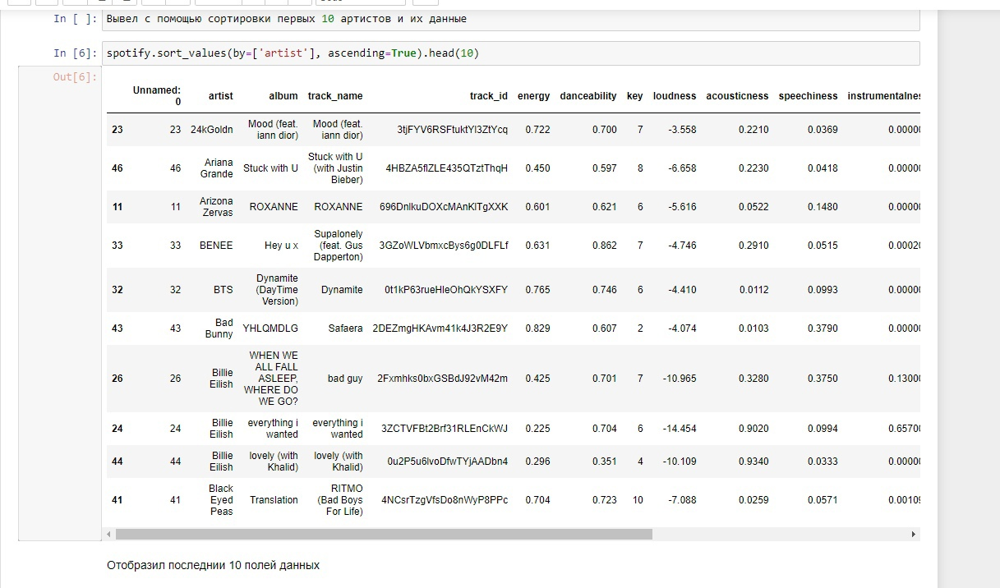 In [ ]: Вывел с помощью сортировки первых 10 артистов и их данные
In [6]: spotify.sort_values(by=['artist'], ascending=True).head(10)
Out[6]:
Unnamed: 0 artist album track_name track_id energy danceability key loudness acousticness speechiness instrumentalnes
23 23 24kGoldn Mood (feat. iann dior) Mood (feat. iann dior) 3tjFYV6RSFtuktYl3ZtYcq 0.722 0.700 7 -3.558 0.2210 0.0369 0.0000
46 46 Ariana Grande Stuck with U Stuck with U (with Justin Bieber) 4HBZA5flZLE435QTztThqH 0.450 0.597 8 -6.658 0.2230 0.0418 0.0000
11 11 Arizona Zervas ROXANNE ROXANNE 696DnlkuDOXcMAnKlTgXXK 0.601 0.621 6 -5.616 0.0522 0.1480 0.0000
33 33 BENEE Hey u x Supalonely (feat. Gus Dapperton) 3GZoWLVbmxcBys6g0DLFLf 0.631 0.862 7 -4.746 0.2910 0.0515 0.0002
32 32 BTS Dynamite (DayTime Version) Dynamite 0t1kP63rueHleOhQkYSXFY 0.765 0.746 6 -4.410 0.0112 0.0993 0.0000
43 43 Bad Bunny YHLQMDLG Safaera 2DEZmgHKAvm41k4J3R2E9Y 0.829 0.607 2 -4.074 0.0103 0.3790 0.0000
26 26 Billie Eilish WHEN WE ALL FALL ASLEEP, WHERE DO WE GO? bad guy 2Fxmhks0bxGSBdJ92vM42m 0.425 0.701 7 -10.965 0.3280 0.3750 0.1300
24 24 Billie Eilish everything i wanted everything i wanted 3ZCTVFBt2Brf31RLEnCkWJ 0.225 0.704 6 -14.454 0.9020 0.0994 0.6570
44 44 Billie Eilish lovely (with Khalid) lovely (with Khalid) 0u2P5u6lvoDfwTYjAADbn4 0.296 0.351 4 -10.109 0.9340 0.0333 0.0000
41 41 Black Eyed Peas Translation RITMO (Bad Boys For Life) 4NCsrTzgVfsDo8nWyP8PPc 0.704 0.723 10 -7.088 0.0259 0.0571 0.0010
Отобразил последнии 10 полей данных